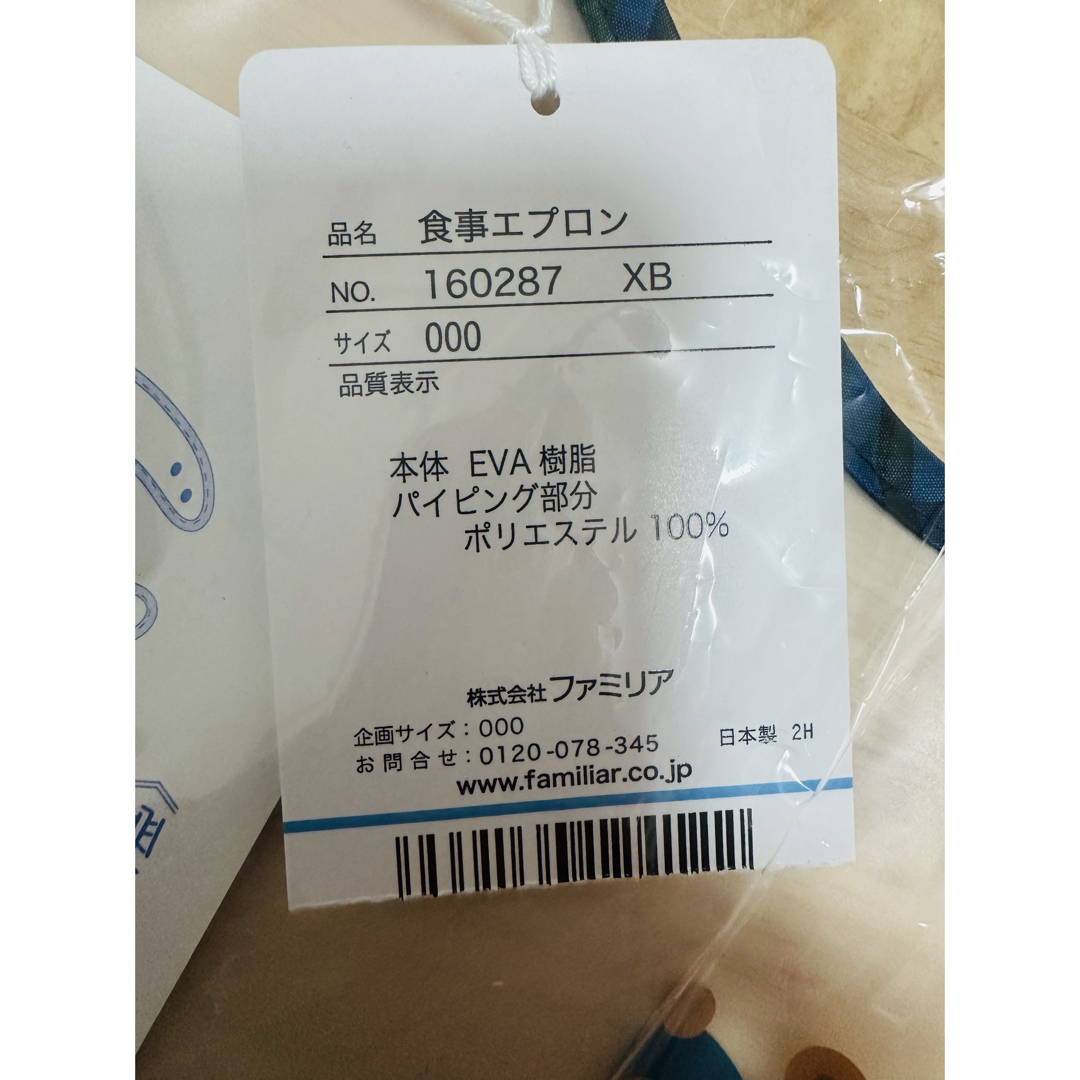 品名 食事エプロン
NO. 160287 XB
サイズ 000
品質表示
本体 EVA樹脂
パイピング部分
ポリエステル 100%
株式会社ファミリア
企画サイズ：000
お問合せ：0120-078-345
日本製 2H
www.familiar.co.jp